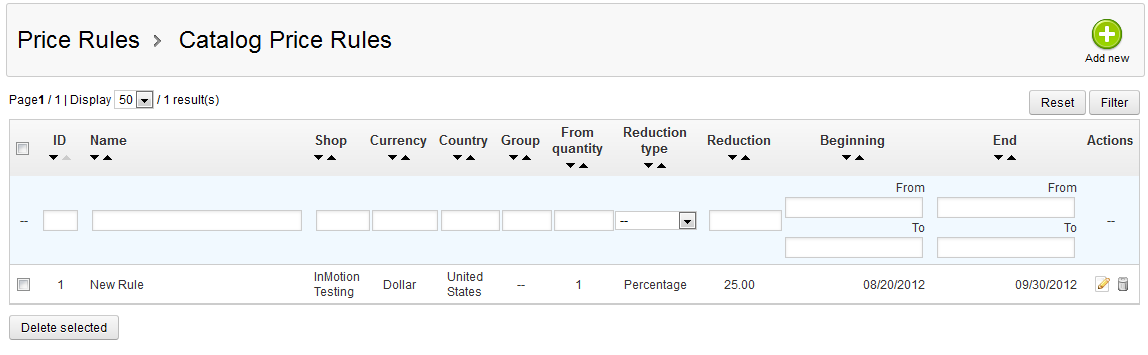 Price Rules > Catalog Price Rules
Add new
Page1 / 1 | Display 50 / 1 result(s)
Reset Filter
ID Name Shop Currency Country Group From quantity Reduction type Reduction Beginning End Actions
From From
-- -- --
To To
1 New Rule InMotion Testing Dollar United States -- 1 Percentage 25.00 08/20/2012 09/30/2012
Delete selected